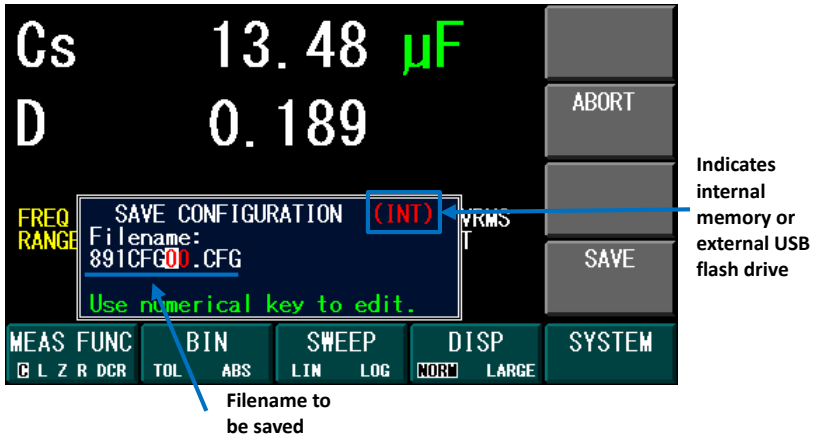 Cs 13.48 µF
D 0.189
ABORT
FREQ
RANGE
VRMS
T
SAVE CONFIGURATION (INT)
Filename:
891CFG00.CFG
Use numerical key to edit.
SAVE
MEAS FUNC
C L Z R DCR
BIN
TOL ABS
SWEEP
LIN LOG
DISP
NORM LARGE
SYSTEM
Indicates
internal
memory or
external USB
flash drive
Filename to
be saved